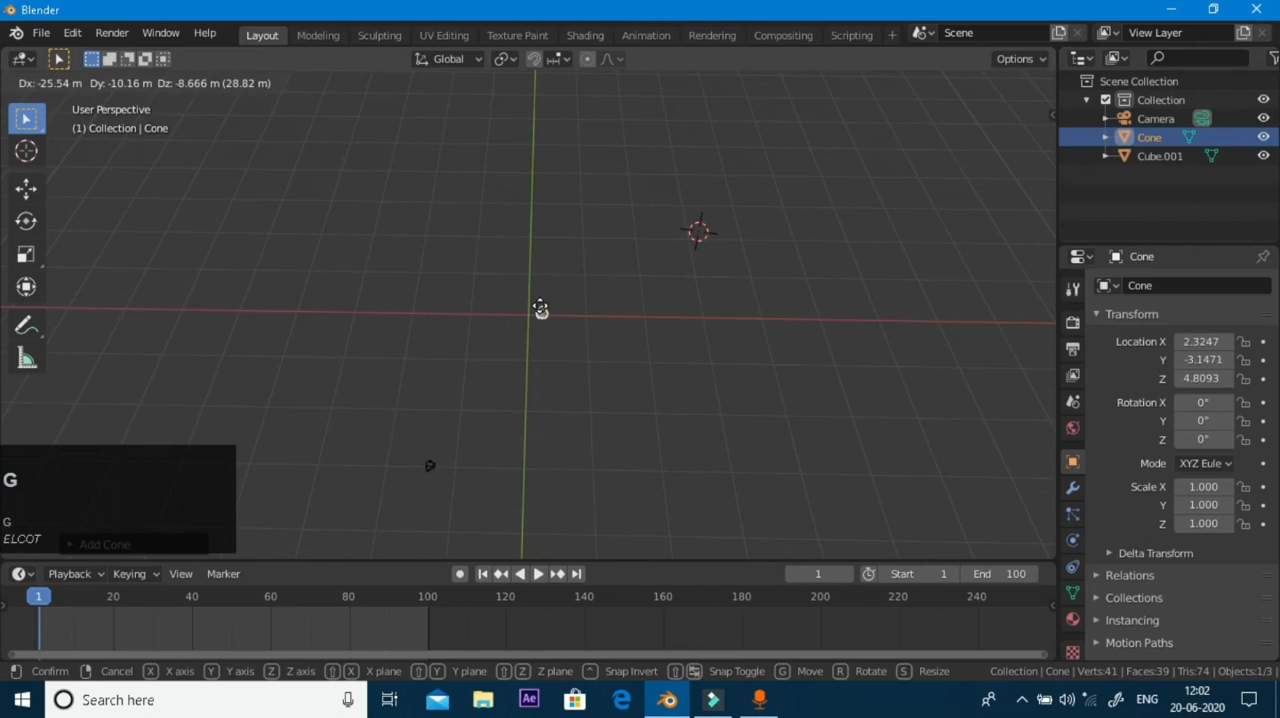 Blender
File Edit Render Window Help Layout Modeling Sculpting UV Editing Texture Paint Shading Animation Rendering Compositing Scripting + Scene View Layer
Global Options
Dx: -25.54 m Dy: -10.16 m Dz: -8.666 m (28.82 m)
User Perspective
(1) Collection | Cone
Scene Collection
Collection
Camera
Cone
Cube.001
Cone
Cone
Transform
Location X 2.3247
Y -3.1471
Z 4.8093
Rotation X 0°
Y 0°
Z 0°
Mode XYZ Eule
Scale X 1.000
Y 1.000
Z 1.000
Delta Transform
Relations
Collections
Instancing
Motion Paths
G
G
ELCOT
Add Cone
Playback Keying View Marker 1 Start 1 End 100
1 20 40 60 80 100 120 140 160 180 200 220 240
Confirm Cancel X X axis Y Y axis Z Z axis X X plane Y Y plane Z Z plane Snap Invert Snap Toggle G Move R Rotate S Resize Collection | Cone | Verts:41 | Faces:39 | Tris:74 | Objects:1/3
Search here Ae ENG 12:02
20-06-2020